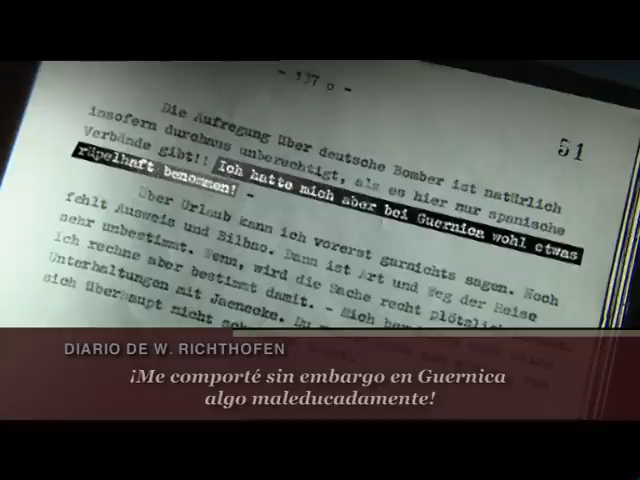 - 137 o -
51
Die Aufregung über deutsche Bomber ist natürlich
insofern durchaus unberechtigt, als es hier nur spanische
Verbände gibt!! Ich hatte mich aber bei Guernica wohl etwas
rüpelhaft benommen! -
Über Urlaub kann ich vorerst garnichts sagen. Noch
fehlt Ausweis und Bilbao. Dann ist Art und Weg der Reise
sehr unbestimmt. Wenn, wird die Sache recht
Ich rechne aber bestimmt damit. - Mich
Unterhaltungen mit Jaenecke. Du
sich überhaupt nicht
DIARIO DE W. RICHTHOFEN
¡Me comporté sin embargo en Guernica
algo maleducadamente!